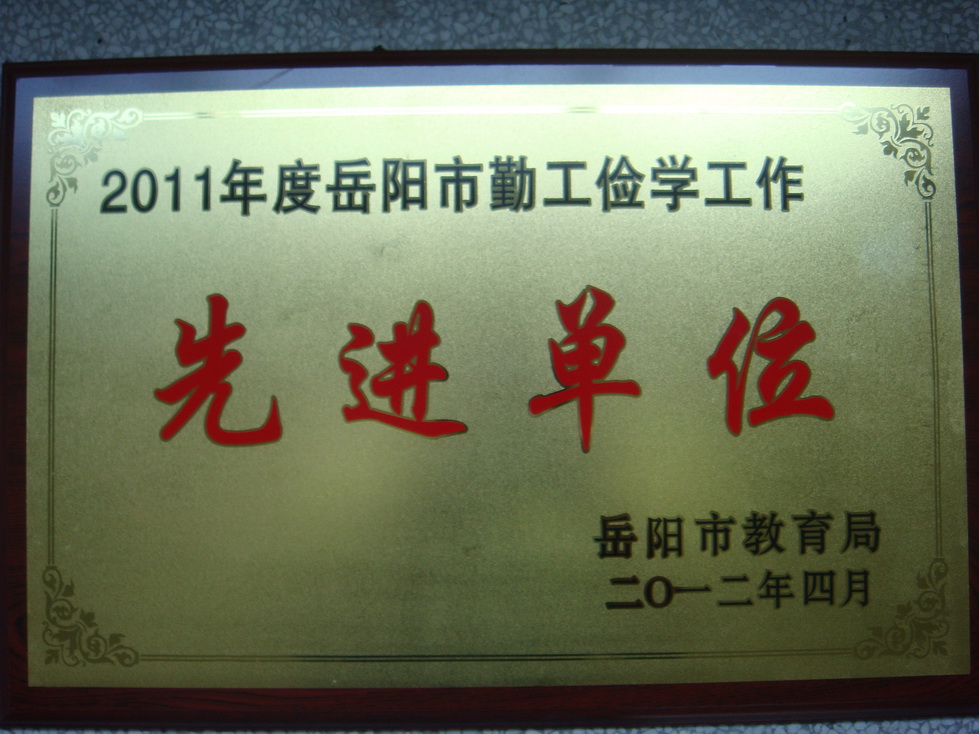 2011年度岳阳市勤工俭学工作
先进单位
岳阳市教育局
二〇一二年四月